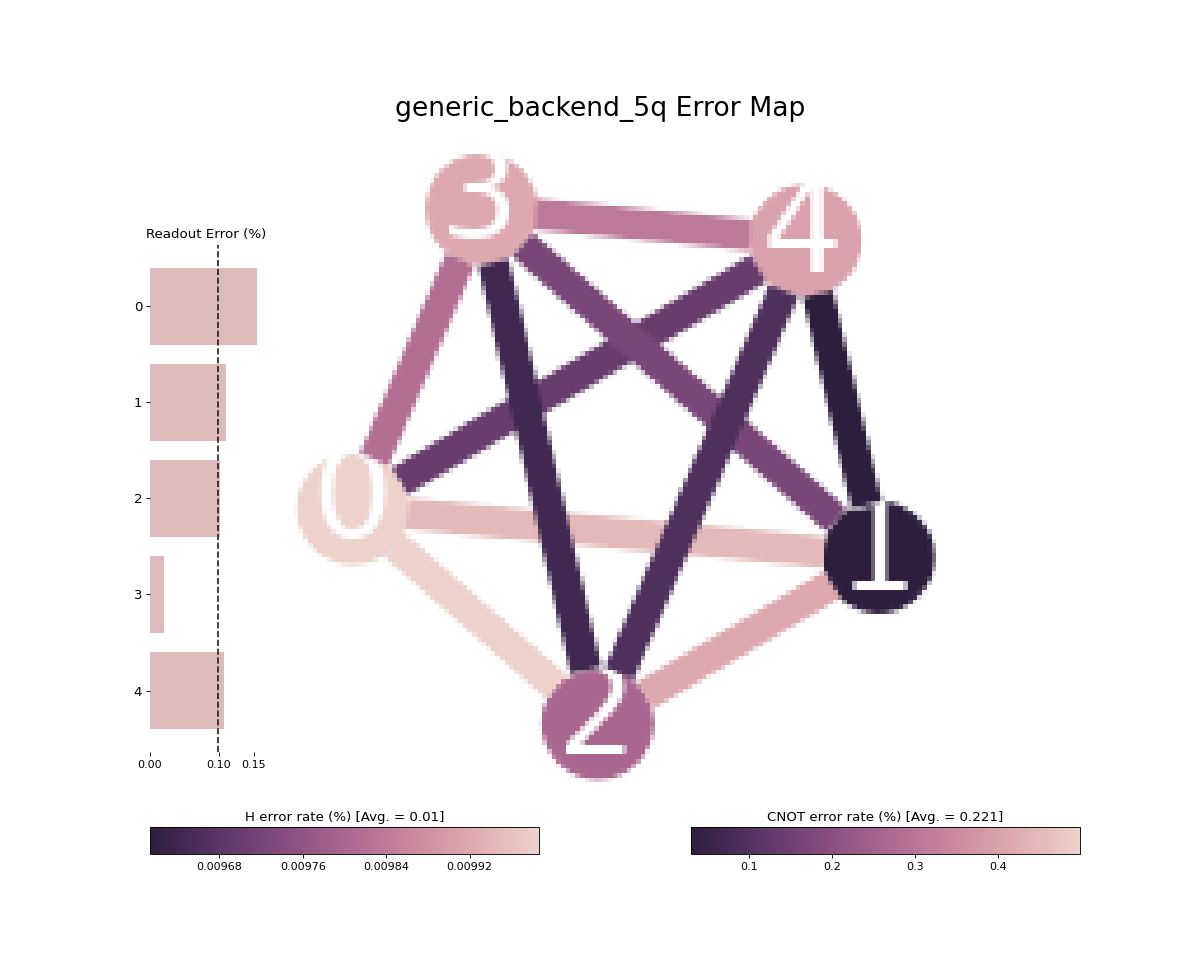 generic_backend_5q Error Map
3
4
Readout Error (%)
0
1
2
3
4
0
1
2
0.00 0.10 0.15
H error rate (%) [Avg. = 0.01]
0.00968 0.00976 0.00984 0.00992
CNOT error rate (%) [Avg. = 0.221]
0.1 0.2 0.3 0.4